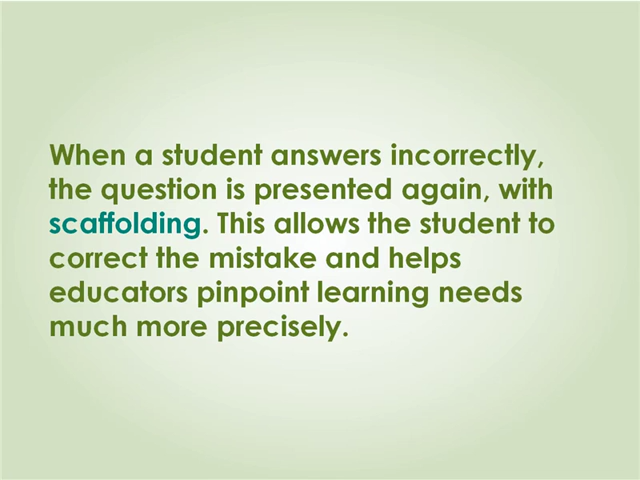 When a student answers incorrectly,
the question is presented again, with
scaffolding. This allows the student to
correct the mistake and helps
educators pinpoint learning needs
much more precisely.